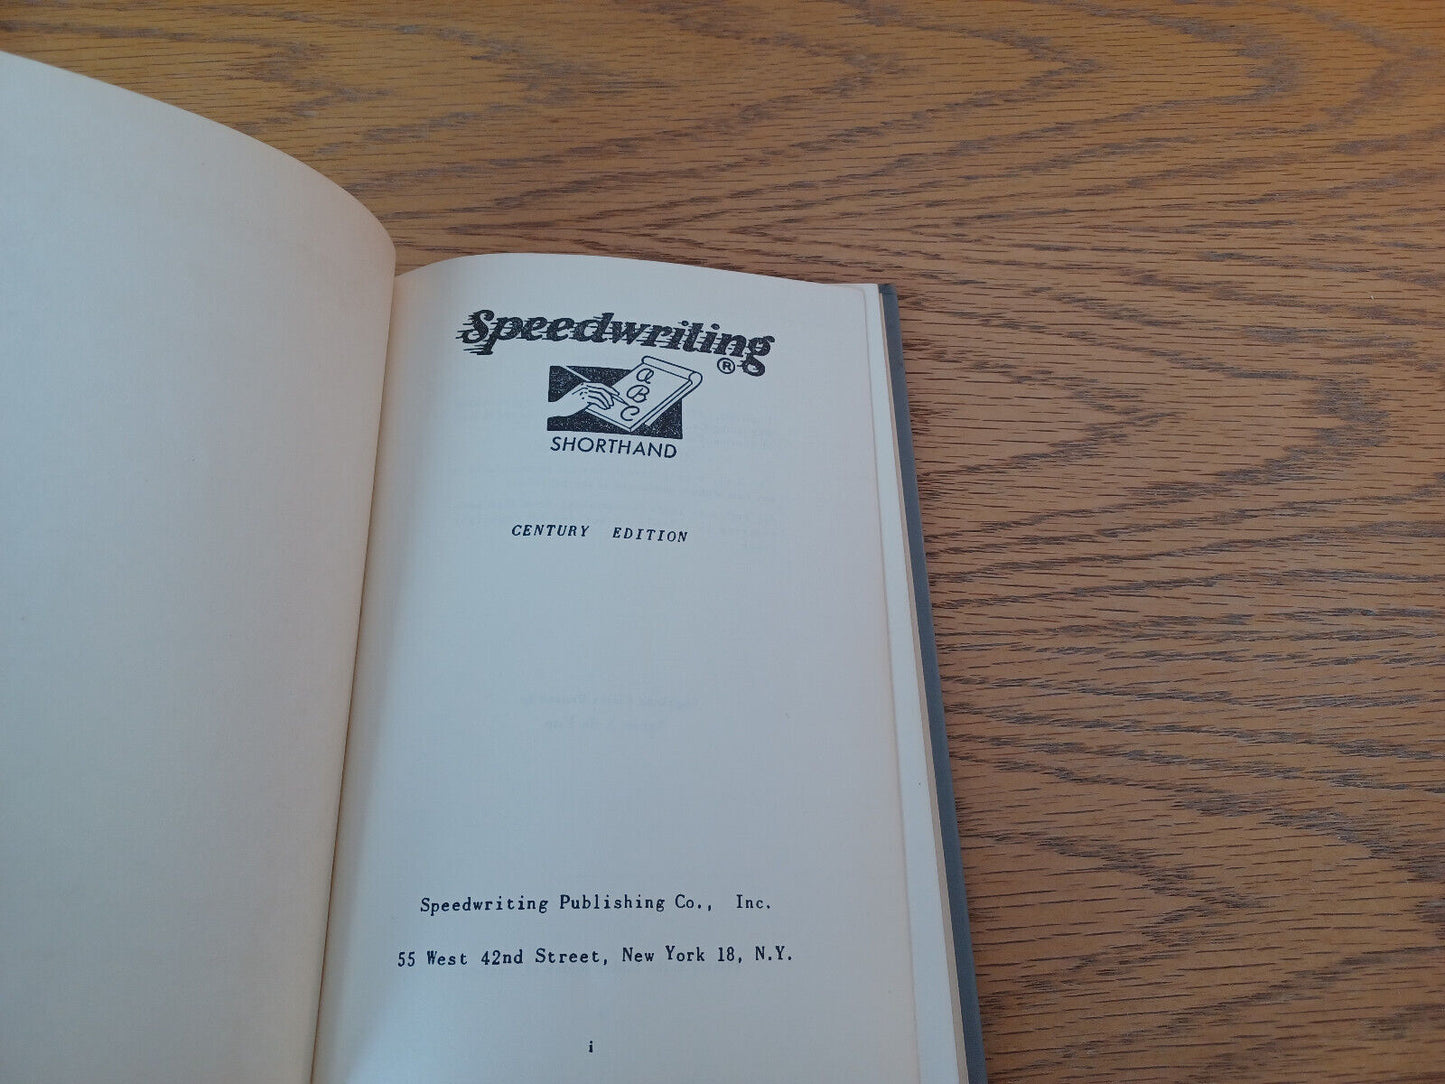 Speedwriting
®
ABC
SHORTHAND
CENTURY EDITION
Speedwriting Publishing Co., Inc.
55 West 42nd Street, New York 18, N.Y.
i